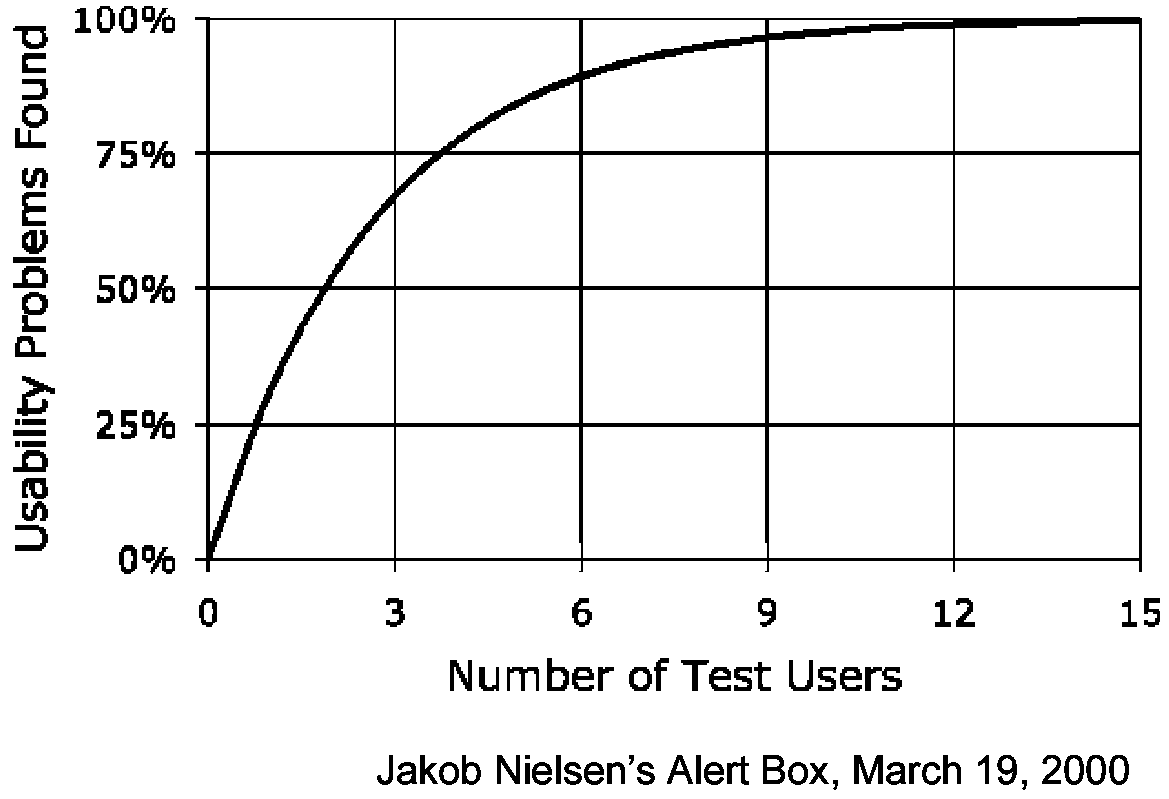 Usability Problems Found
100%
75%
50%
25%
0%
0 3 6 9 12 15
Number of Test Users
Jakob Nielsen’s Alert Box, March 19, 2000